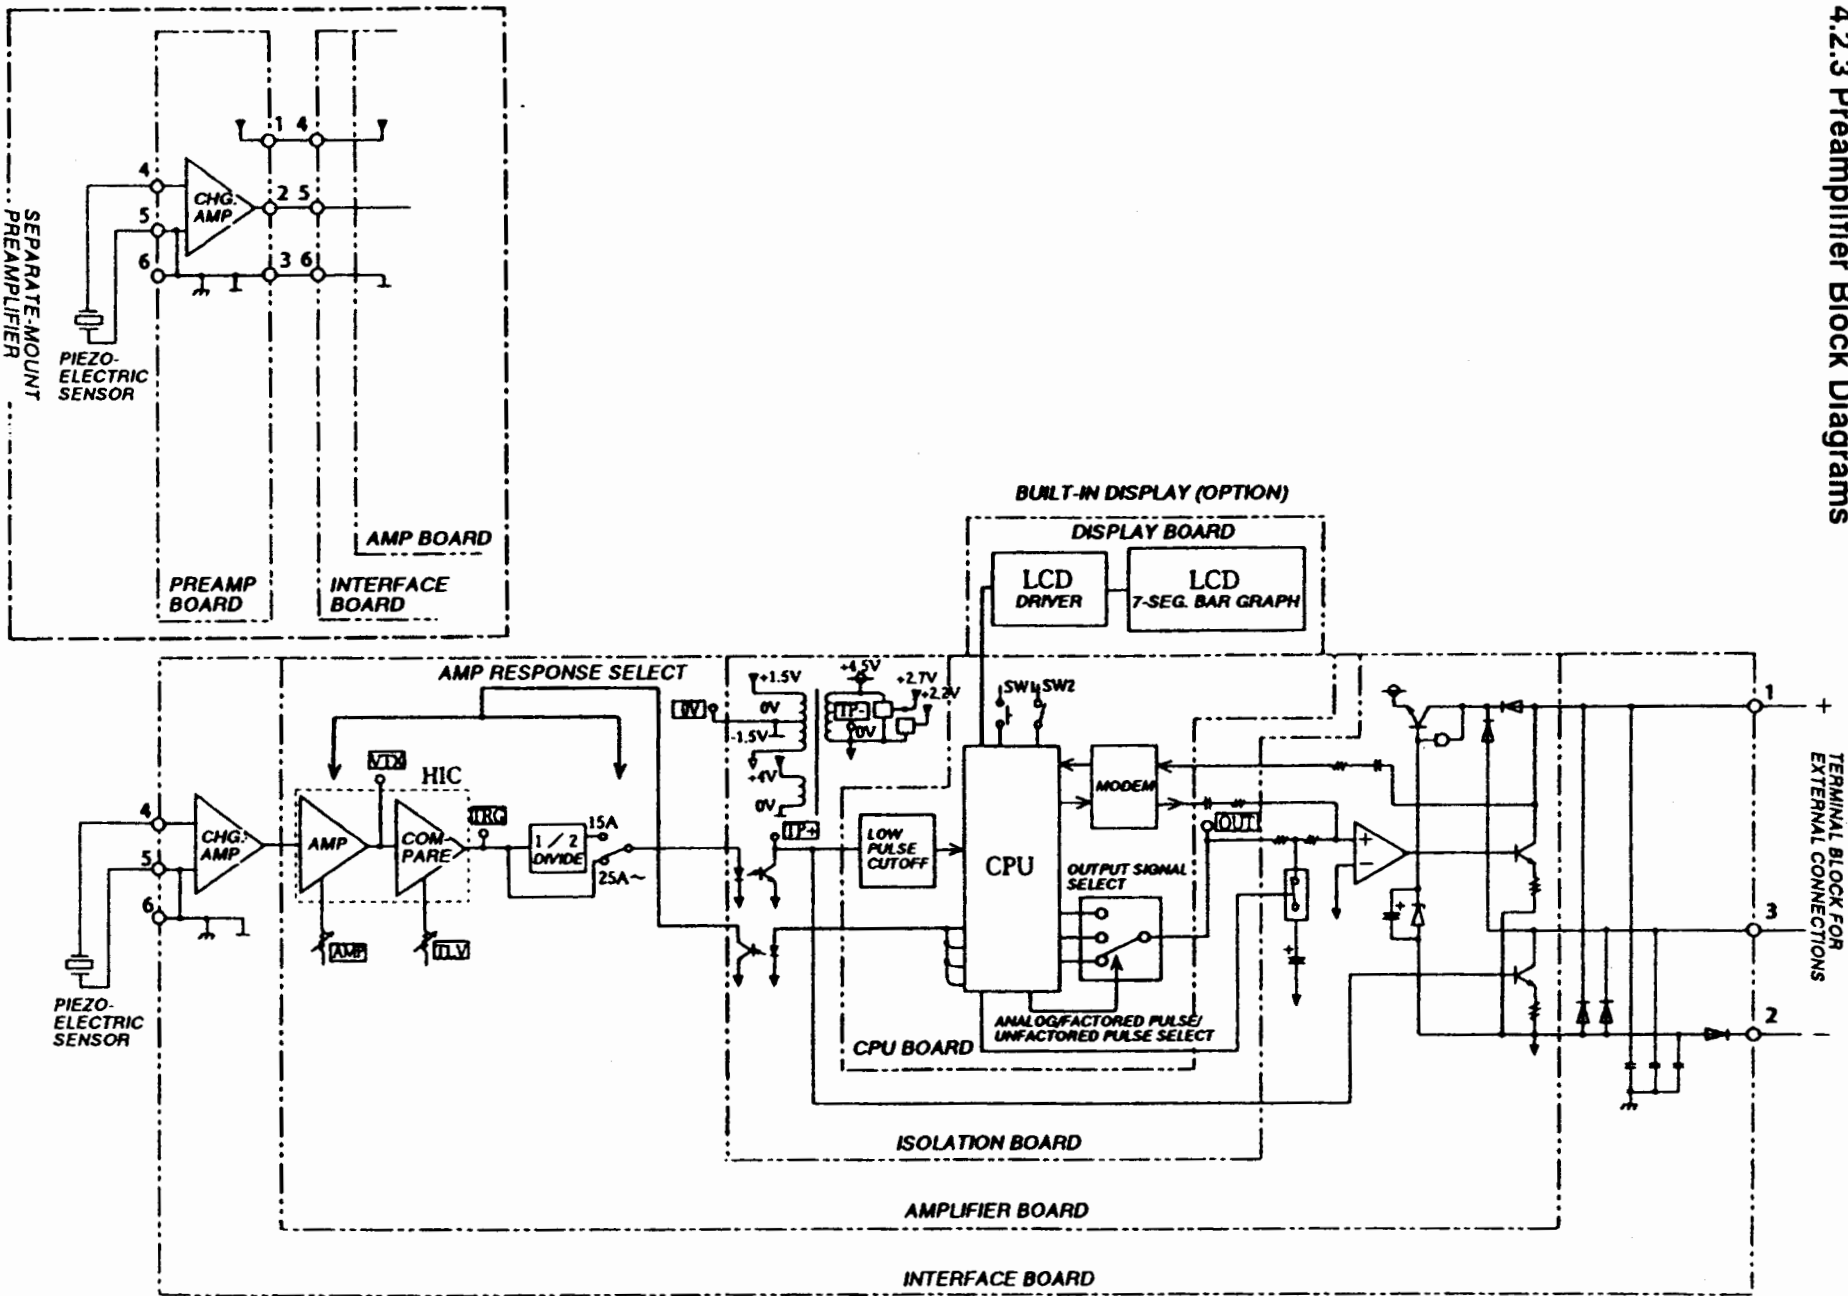 4.2.3 Preamplifier Block Diagrams
SEPARATE-MOUNT
PREAMPLIFIER
1 4
4
CHG.
AMP
2 5
5
6
3 6
PIEZO-
ELECTRIC
SENSOR
AMP BOARD
PREAMP
BOARD
INTERFACE
BOARD
BUILT-IN DISPLAY (OPTION)
DISPLAY BOARD
LCD
DRIVER
LCD
7-SEG. BAR GRAPH
AMP RESPONSE SELECT
+1.5V
0V
0V
-1.5V
+4V
0V
+4.5V
+2.7V
+2.2V
TP-
0V
SW1
SW2
VTX
HIC
4
CHG.
AMP
AMP
COM-
PARE
TRG
1/2
DIVIDE
15A
25A~
5
6
AMP
TLV
PIEZO-
ELECTRIC
SENSOR
TP+
LOW
PULSE
CUTOFF
CPU
MODEM
OUT
OUTPUT SIGNAL
SELECT
ANALOG/FACTORED PULSE/
UNFACTORED PULSE SELECT
CPU BOARD
+
−
+
+
1
+
3
2
−
TERMINAL BLOCK FOR
EXTERNAL CONNECTIONS
ISOLATION BOARD
AMPLIFIER BOARD
INTERFACE BOARD